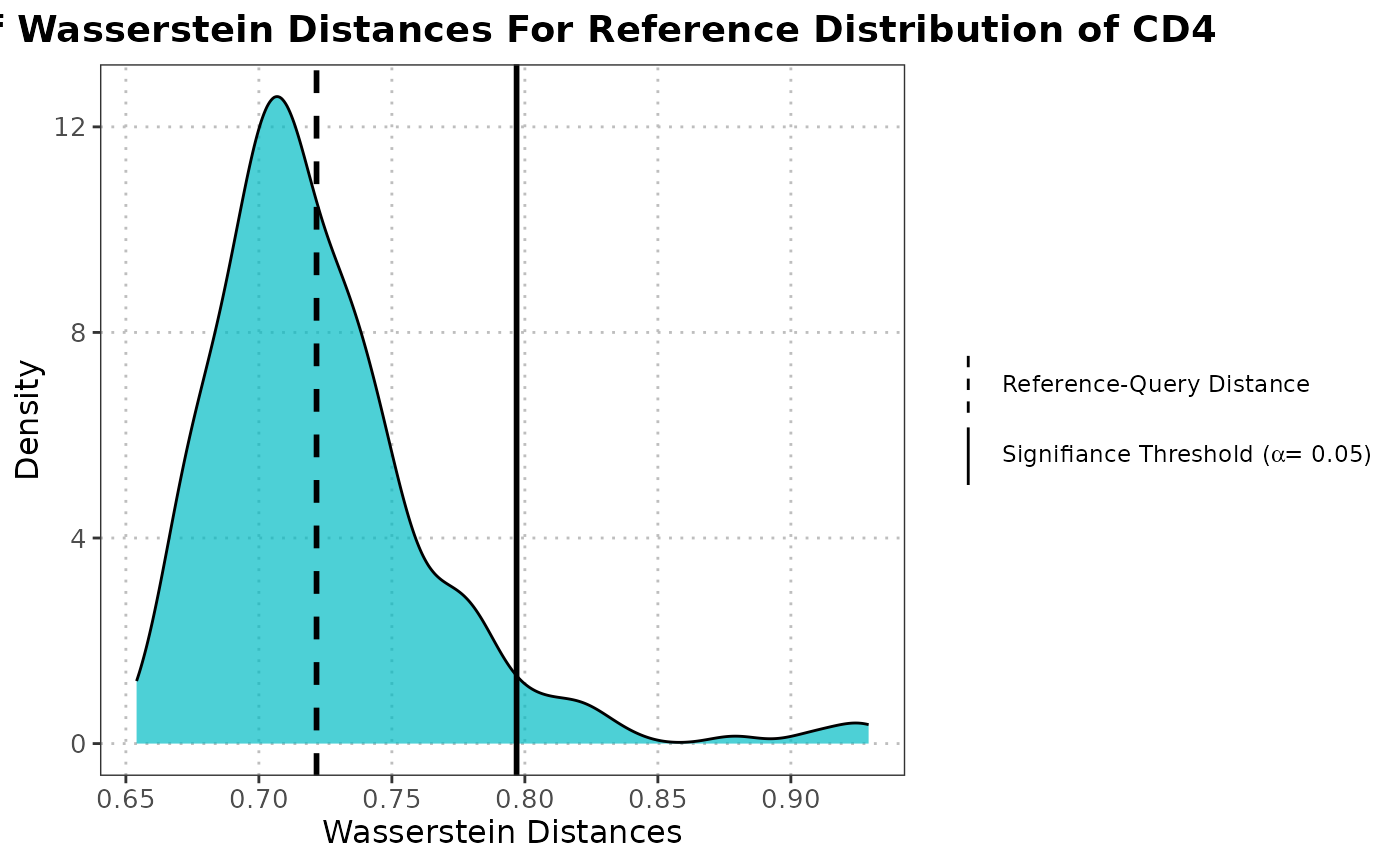 Wasserstein Distances For Reference Distribution of CD4
12
8
4
0
Density
0.65 0.70 0.75 0.80 0.85 0.90
Wasserstein Distances
Reference-Query Distance
Signifiance Threshold (α= 0.05)